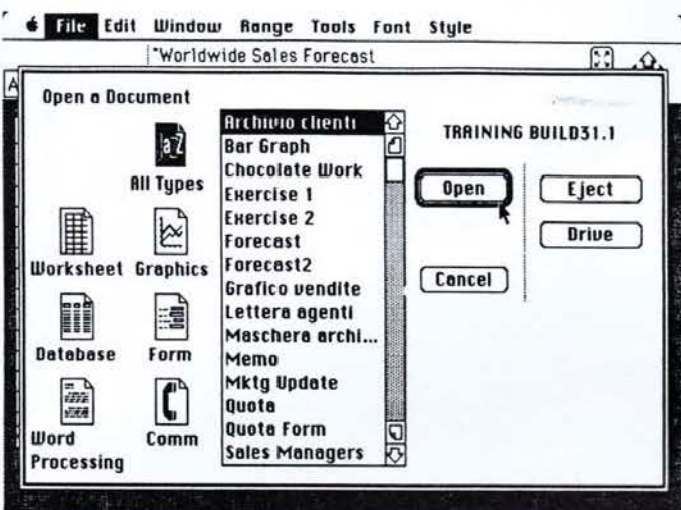 File Edit Window Range Tools Font Style
"Worldwide Sales Forecast
A
Open a Document
a Z
All Types
Worksheet Graphics
Database Form
Word Processing
Comm
Archivio clienti
Bar Graph
Chocolate Work
Exercise 1
Exercise 2
Forecast
Forecast2
Grafico vendite
Lettera agenti
Maschera archi...
Memo
Mktg Update
Quota
Quota Form
Sales Managers
TRAINING BUILD31.1
Open
Eject
Drive
Cancel